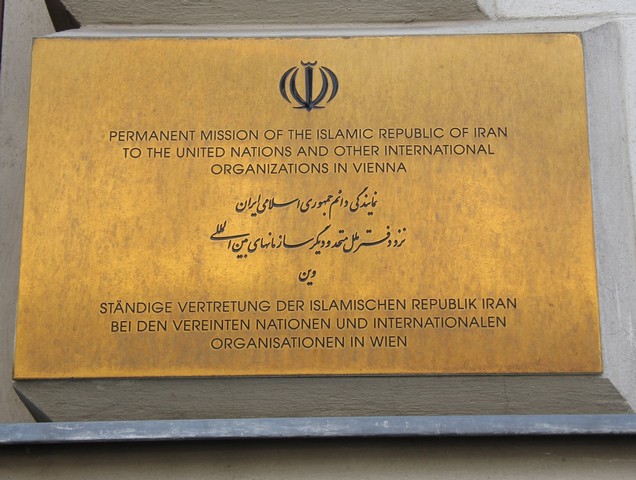 PERMANENT MISSION OF THE ISLAMIC REPUBLIC OF IRAN
TO THE UNITED NATIONS AND OTHER INTERNATIONAL
ORGANIZATIONS IN VIENNA
نمایندگی دائم جمهوری اسلامی ایران
نزد دفتر ملل متحد و دیگر سازمانهای بین المللی
وین
STÄNDIGE VERTRETUNG DER ISLAMISCHEN REPUBLIK IRAN
BEI DEN VEREINTEN NATIONEN UND INTERNATIONALEN
ORGANISATIONEN IN WIEN